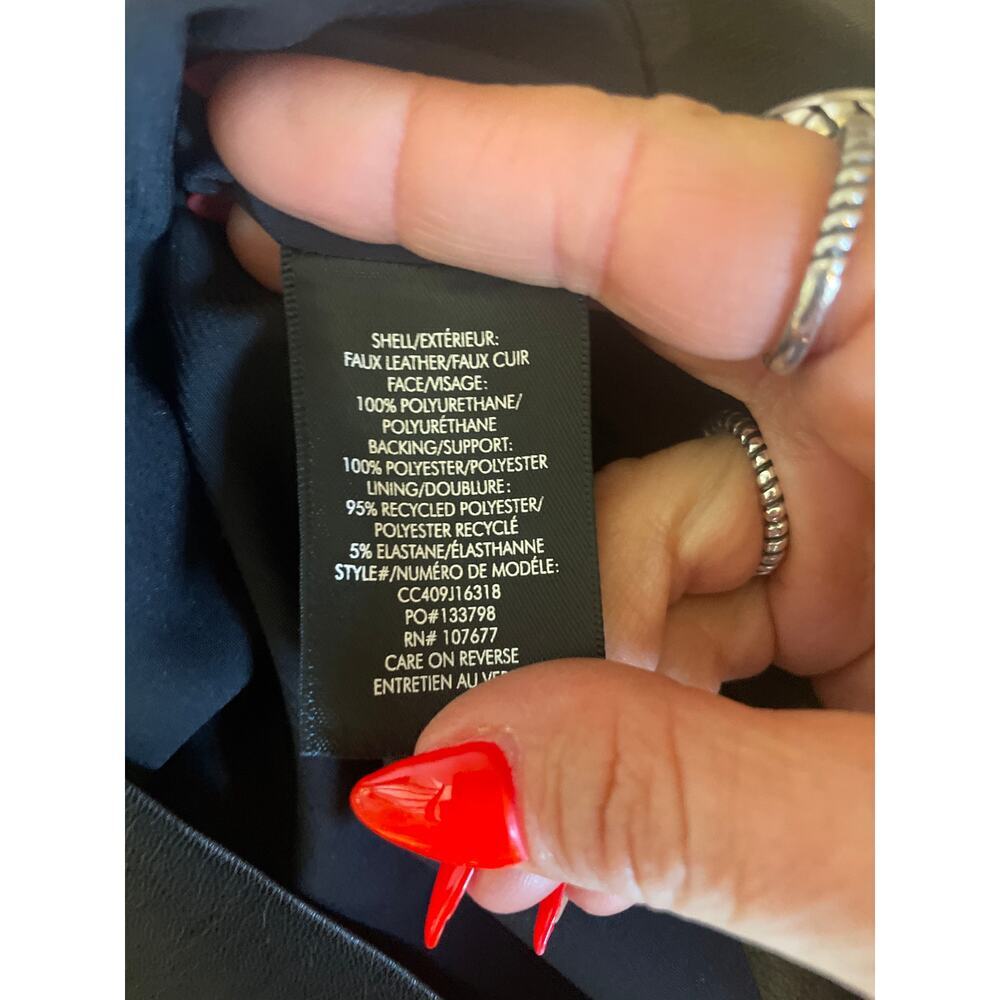 SHELL/EXTÉRIEUR:
FAUX LEATHER/FAUX CUIR
FACE/VISAGE:
100% POLYURETHANE/
POLYURÉTHANE
BACKING/SUPPORT:
100% POLYESTER/POLYESTER
LINING/DOUBLURE:
95% RECYCLED POLYESTER/
POLYESTER RECYCLÉ
5% ELASTANE/ÉLASTHANNE
STYLE#/NUMÉRO DE MODÉLE:
CC409J16318
PO#133798
RN# 107677
CARE ON REVERSE
ENTRETIEN AU